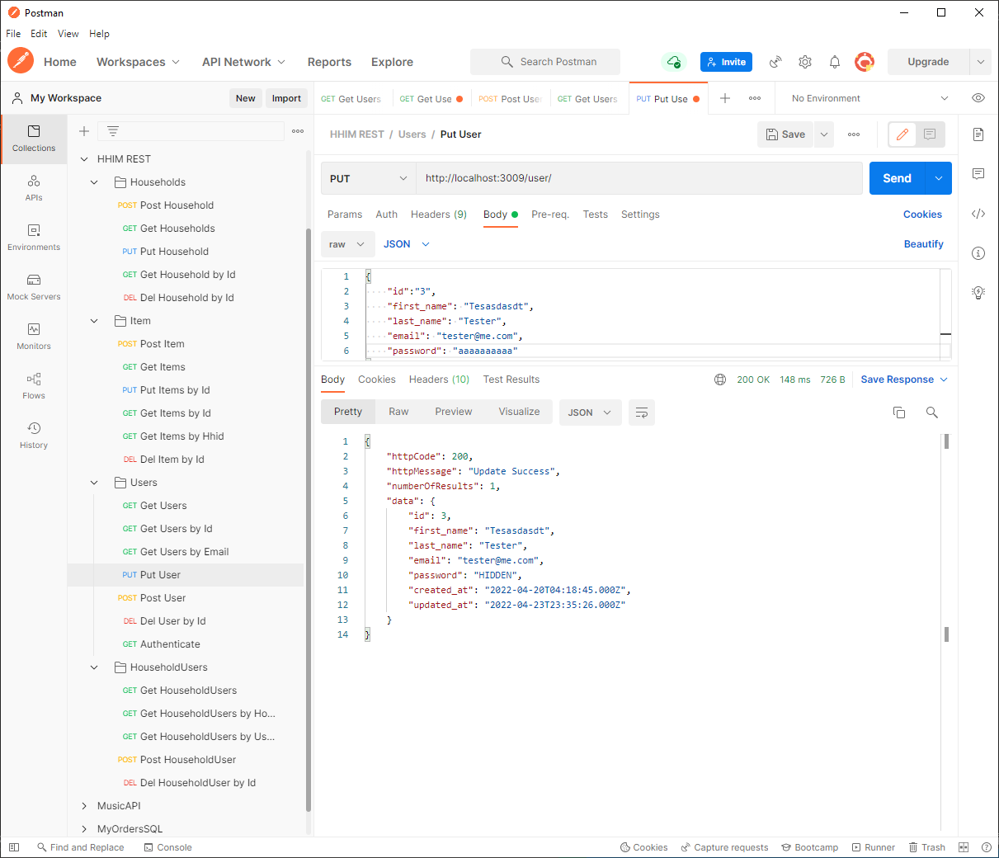 Postman
File Edit View Help
Home Workspaces API Network Reports Explore Search Postman Invite Upgrade
My Workspace New Import
GET Get Users GET Get Use POST Post User GET Get Users PUT Put Use No Environment
Collections
APIs
Environments
Mock Servers
Monitors
Flows
History
HHIM REST
Households
POST Post Household
GET Get Households
PUT Put Household
GET Get Household by Id
DEL Del Household by Id
Item
POST Post Item
GET Get Items
PUT Put Items by Id
GET Get Items by Id
GET Get Items by Hhid
DEL Del Item by Id
Users
GET Get Users
GET Get Users by Id
GET Get Users by Email
PUT Put User
POST Post User
DEL Del User by Id
GET Authenticate
HouseholdUsers
GET Get HouseholdUsers
GET Get HouseholdUsers by Ho...
GET Get HouseholdUsers by Us...
POST Post HouseholdUser
DEL Del HouseholdUser by Id
MusicAPI
MyOrdersSQL
HHIM REST / Users / Put User Save
PUT http://localhost:3009/user/ Send
Params Auth Headers (9) Body Pre-req. Tests Settings Cookies
raw JSON Beautify
1 {
2 "id":"3",
3 "first_name": "Tesasdasdt",
4 "last_name": "Tester",
5 "email": "tester@me.com",
6 "password": "aaaaaaaaaa"
Body Cookies Headers (10) Test Results 200 OK 148 ms 726 B Save Response
Pretty Raw Preview Visualize JSON
1 {
2 "httpCode": 200,
3 "httpMessage": "Update Success",
4 "numberOfResults": 1,
5 "data": {
6 "id": 3,
7 "first_name": "Tesasdasdt",
8 "last_name": "Tester",
9 "email": "tester@me.com",
10 "password": "HIDDEN",
11 "created_at": "2022-04-20T04:18:45.000Z",
12 "updated_at": "2022-04-23T23:35:26.000Z"
13 }
14 }
Find and Replace Console Cookies Capture requests Bootcamp Runner Trash